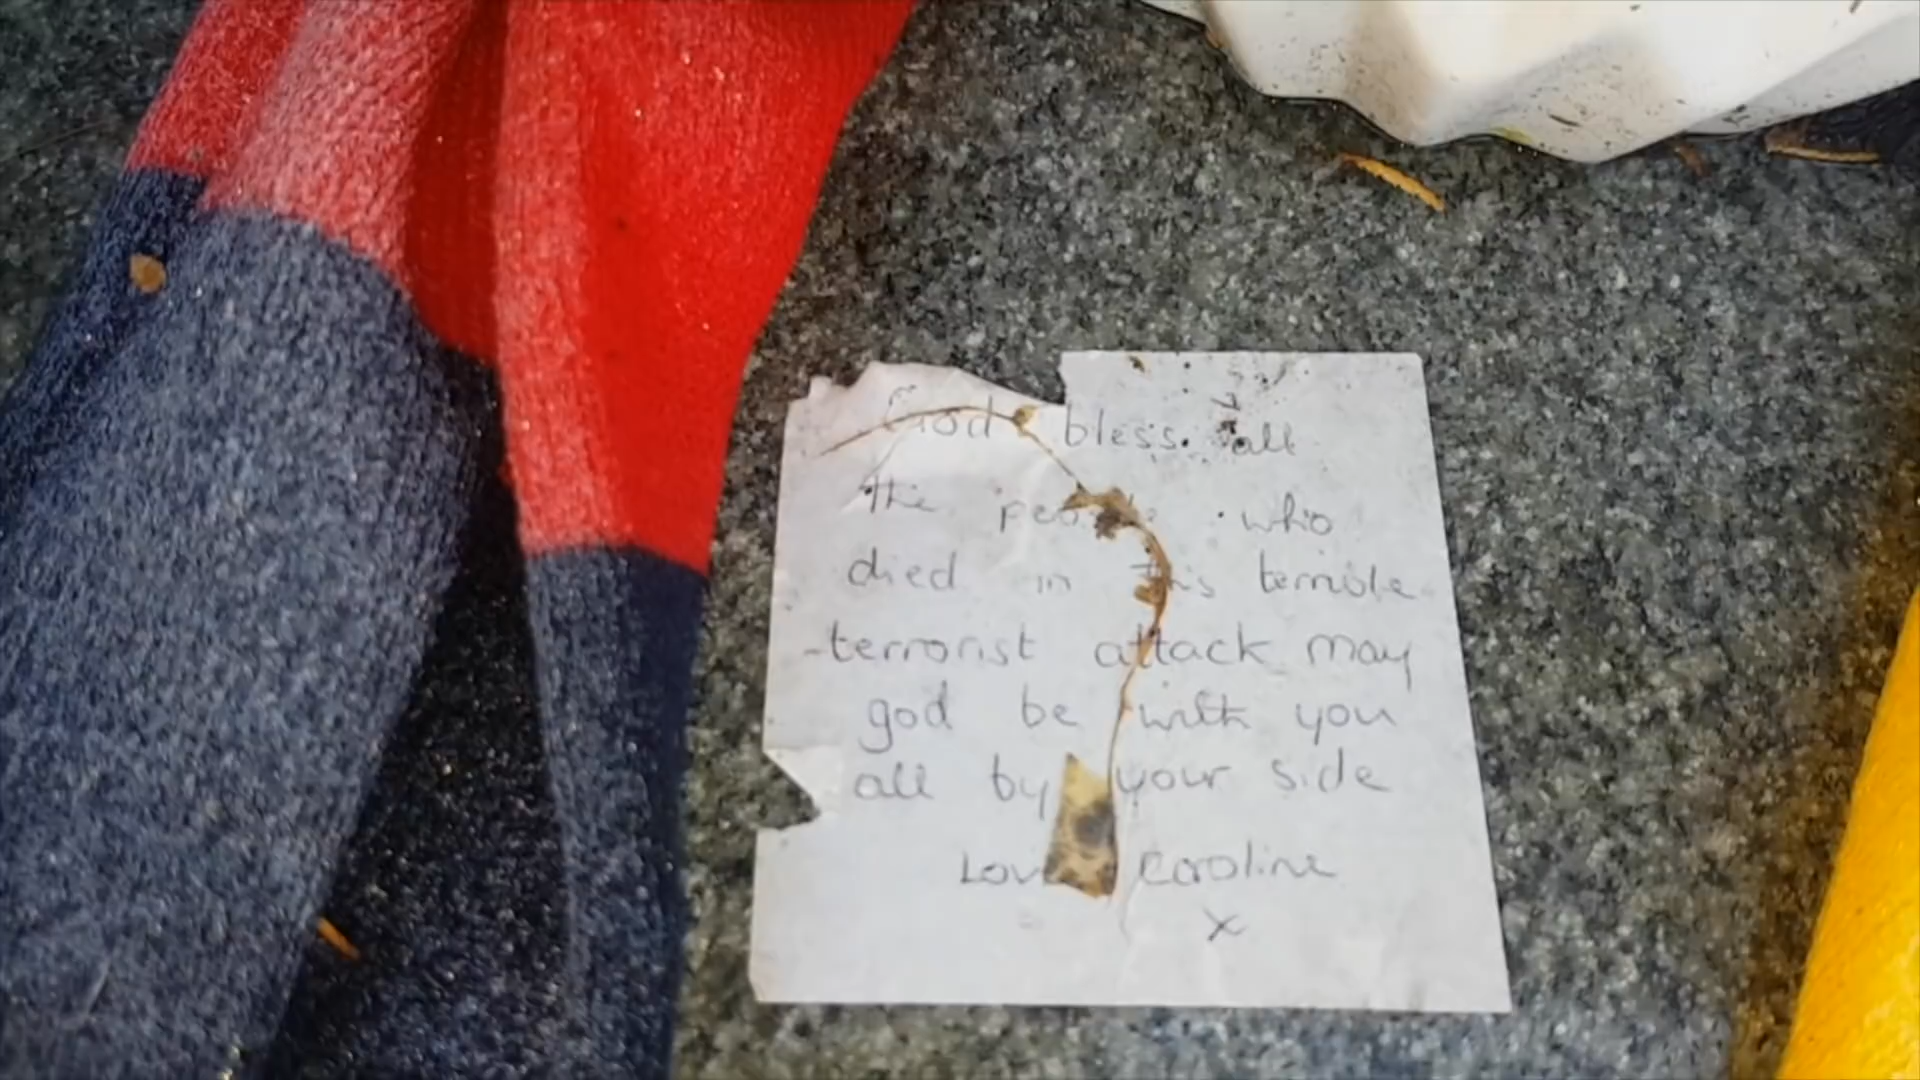 God bless all
the people who
died in this terrible
terrorist attack may
god be with you
all by your side
Love Caroline
x